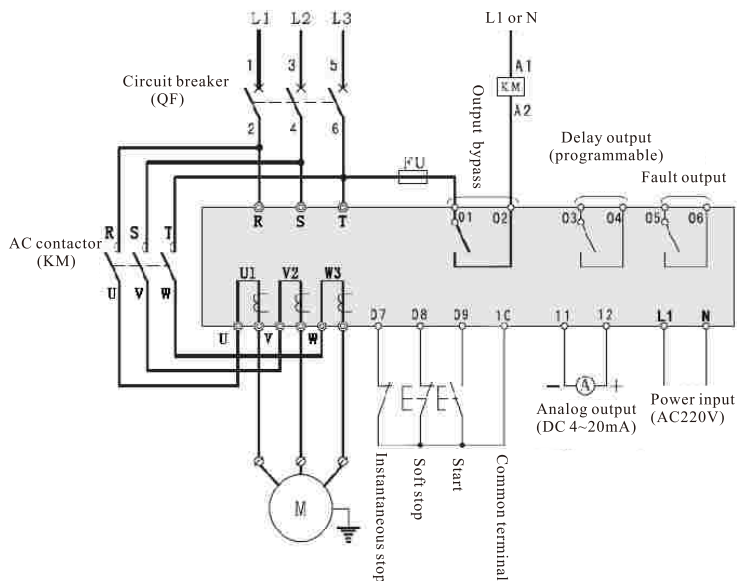 L1 L2 L3
L1 or N
1 3 5
A1
Circuit breaker
(QF)
KM
A2
2 4 6
Output bypass
Delay output
(programmable)
FU
Fault output
R S T
01 02 03 04 05 06
R S T
AC contactor
(KM)
U1 V2 W3
U V W
U V W
07 08 09 10 11 12 L1 N
A
- +
Analog output
(DC 4~20mA)
Power input
(AC220V)
Instantaneous stop
Soft stop
Start
Common terminal
M